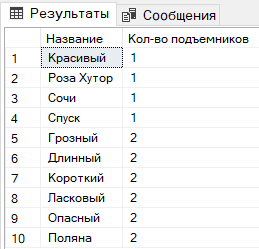 Результаты Сообщения
Название Кол-во подъемников
1 Красивый 1
2 Роза Хутор 1
3 Сочи 1
4 Спуск 1
5 Грозный 2
6 Длинный 2
7 Короткий 2
8 Ласковый 2
9 Опасный 2
10 Поляна 2